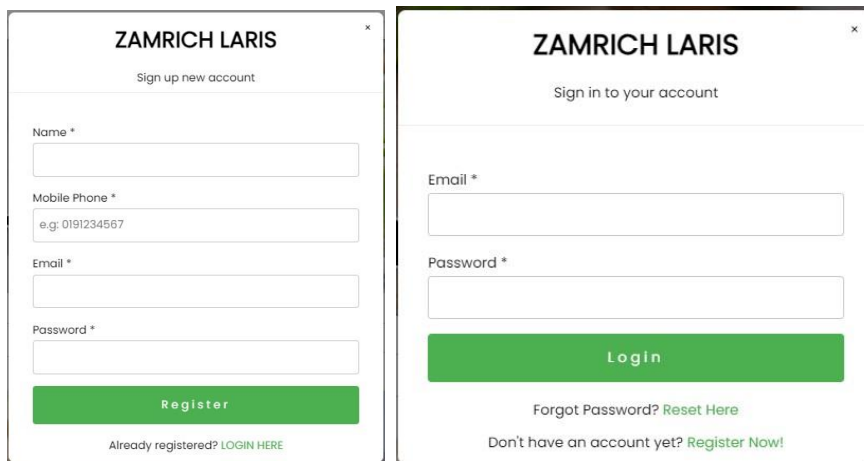 ×
ZAMRICH LARIS
Sign up new account
Name *
Mobile Phone *
e.g: 0191234567
Email *
Password *
Register
Already registered? LOGIN HERE
×
ZAMRICH LARIS
Sign in to your account
Email *
Password *
Login
Forgot Password? Reset Here
Don't have an account yet? Register Now!